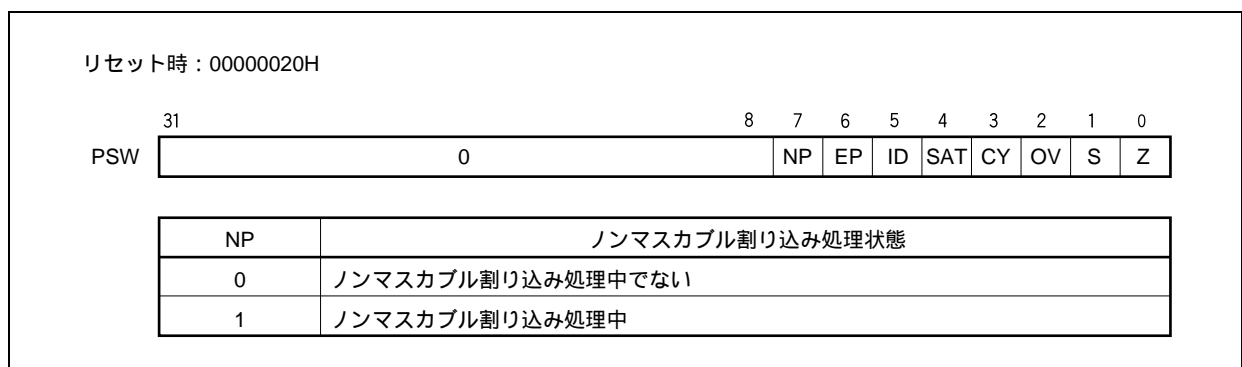 リセット時：00000020H
31 8 7 6 5 4 3 2 1 0
PSW 0 NP EP ID SAT CY OV S Z
NP ノンマスカブル割り込み処理状態
0 ノンマスカブル割り込み処理中でない
1 ノンマスカブル割り込み処理中